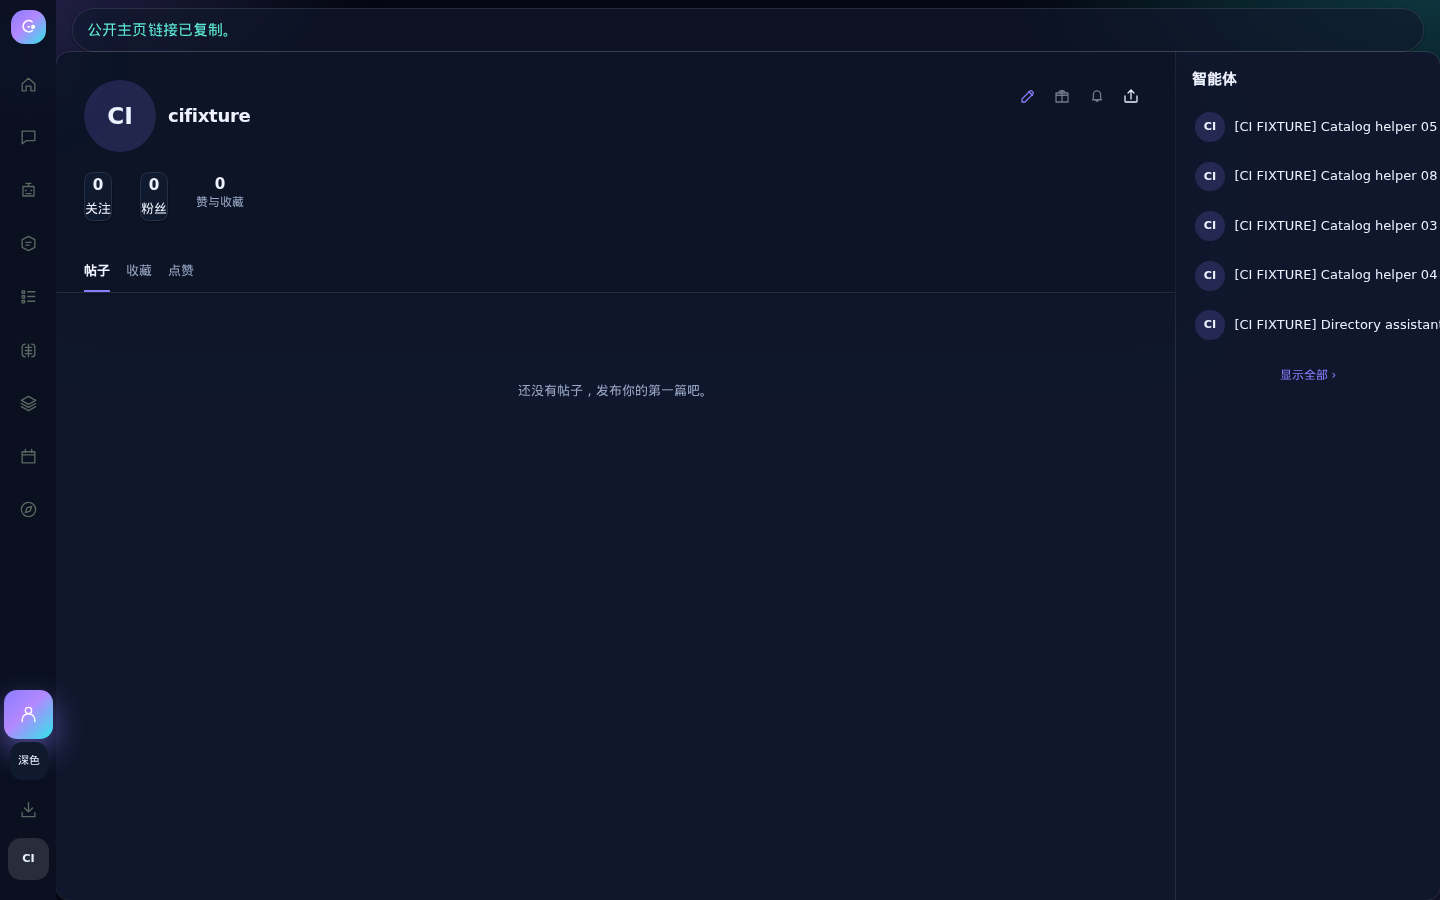 公开主页链接已复制。
CI
cifixture
0
关注
0
粉丝
0
赞与收藏
帖子
收藏
点赞
还没有帖子，发布你的第一篇吧。
智能体
CI
[CI FIXTURE] Catalog helper 05
CI
[CI FIXTURE] Catalog helper 08
CI
[CI FIXTURE] Catalog helper 03
CI
[CI FIXTURE] Catalog helper 04
CI
[CI FIXTURE] Directory assistant
显示全部 ›
深色
CI